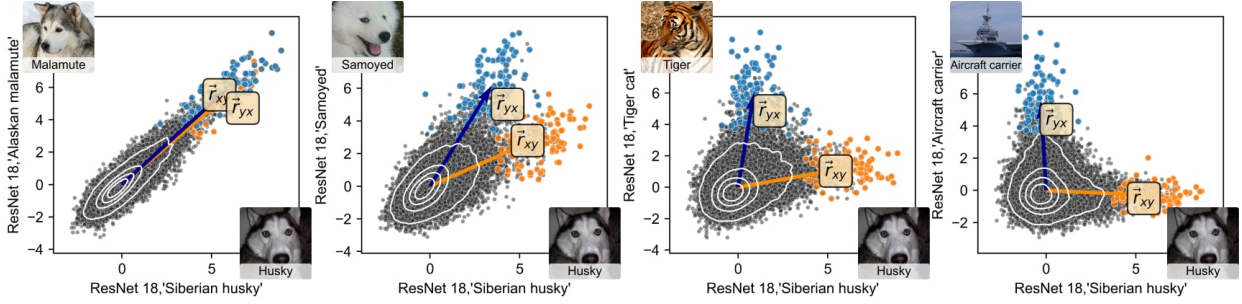 ResNet 18,'Alaskan malamute'
Malamute
6
4
2
0
−2
−4
r⃗xy
r⃗yx
Husky
0
5
ResNet 18,'Siberian husky'
ResNet 18,'Samoyed'
Samoyed
6
4
2
0
−2
−4
r⃗yx
r⃗xy
Husky
0
5
ResNet 18,'Siberian husky'
ResNet 18,'Tiger cat'
Tiger
6
4
2
0
−2
−4
r⃗yx
r⃗xy
Husky
0
5
ResNet 18,'Siberian husky'
ResNet 18,'Aircraft carrier'
Aircraft carrier
6
4
2
0
−2
r⃗yx
r⃗xy
Husky
0
5
ResNet 18,'Siberian husky'